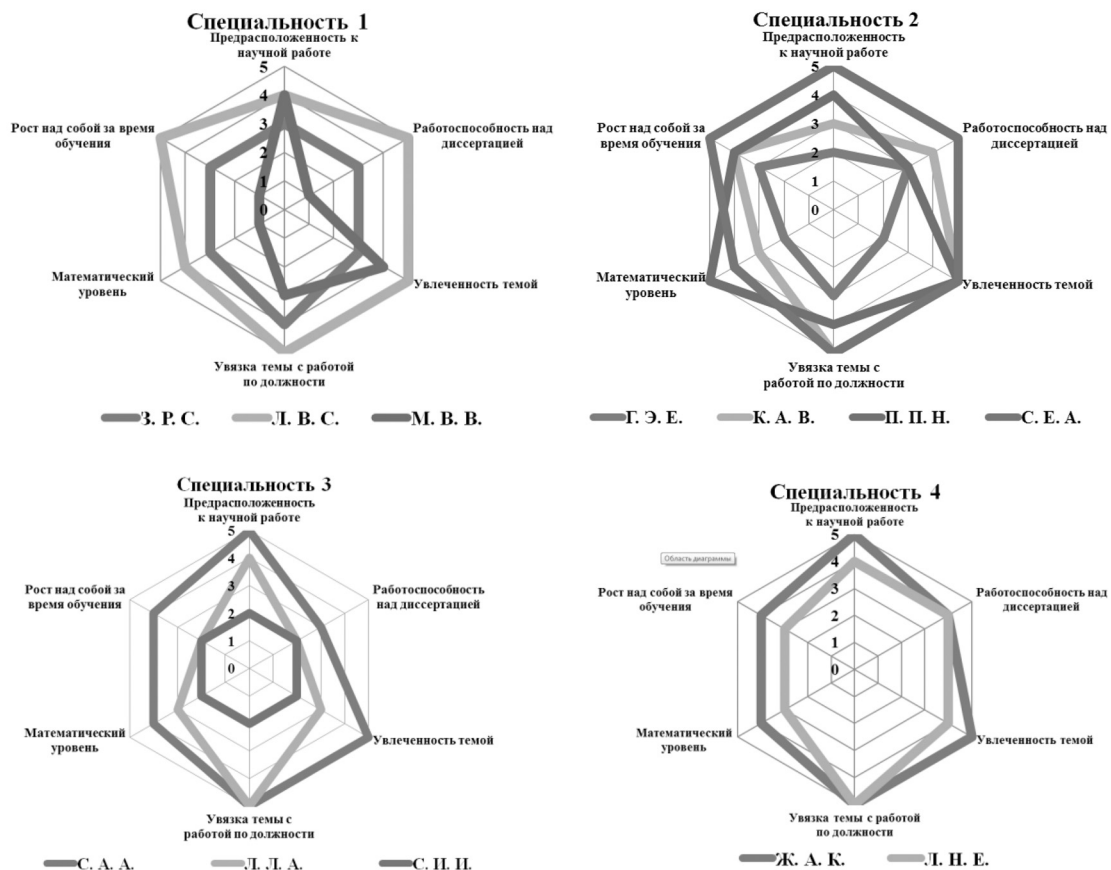 Специальность 1
Предрасположенность к
научной работе
5
4
3
2
1
0
Рост над собой за время
обучения
Работоспособность над
диссертацией
Математический
уровень
Увлеченность темой
Увязка темы с работой
по должности
З. Р. С.
Л. В. С.
М. В. В.
Специальность 2
Предрасположенность
к научной работе
5
4
3
2
1
0
Рост над собой за
время обучения
Работоспособность над
диссертацией
Математический
уровень
Увлеченность темой
Увязка темы с
работой по должности
Г. Э. Е.
К. А. В.
П. П. Н.
С. Е. А.
Специальность 3
Предрасположенность
к научной работе
5
4
3
2
1
0
Рост над собой за
время обучения
Работоспособность
над диссертацией
Математический
уровень
Увлеченность темой
Увязка темы с
работой по должности
С. А. А.
Л. Л. А.
С. П. П.
Специальность 4
Предрасположенность
к научной работе
Область диаграммы
5
4
3
2
1
0
Рост над собой за время
обучения
Работоспособность
над диссертацией
Математический
уровень
Увлеченность темой
Увязка темы с работой
по должности
Ж. А. К.
Л. Н. Е.